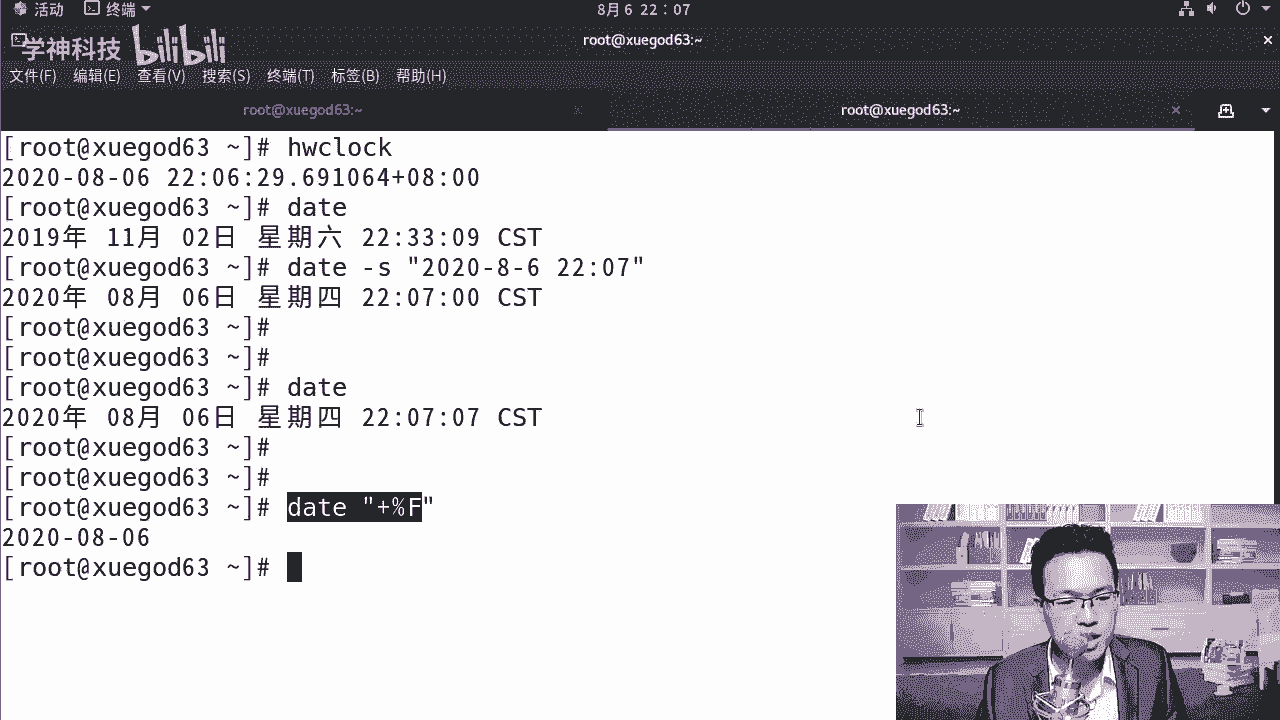 活动 终端 8月6 22:07
学神科技 bilibili
root@xuegod63:~
文件(F) 编辑(E) 查看(V) 搜索(S) 终端(T) 标签(B) 帮助(H)
root@xuegod63:~ root@xuegod63:~
[root@xuegod63 ~]# hwclock
2020-08-06 22:06:29.691064+08:00
[root@xuegod63 ~]# date
2019年 11月 02日 星期六 22:33:09 CST
[root@xuegod63 ~]# date -s "2020-8-6 22:07"
2020年 08月 06日 星期四 22:07:00 CST
[root@xuegod63 ~]#
[root@xuegod63 ~]#
[root@xuegod63 ~]# date
2020年 08月 06日 星期四 22:07:07 CST
[root@xuegod63 ~]#
[root@xuegod63 ~]#
[root@xuegod63 ~]# date "+%F"
2020-08-06
[root@xuegod63 ~]#